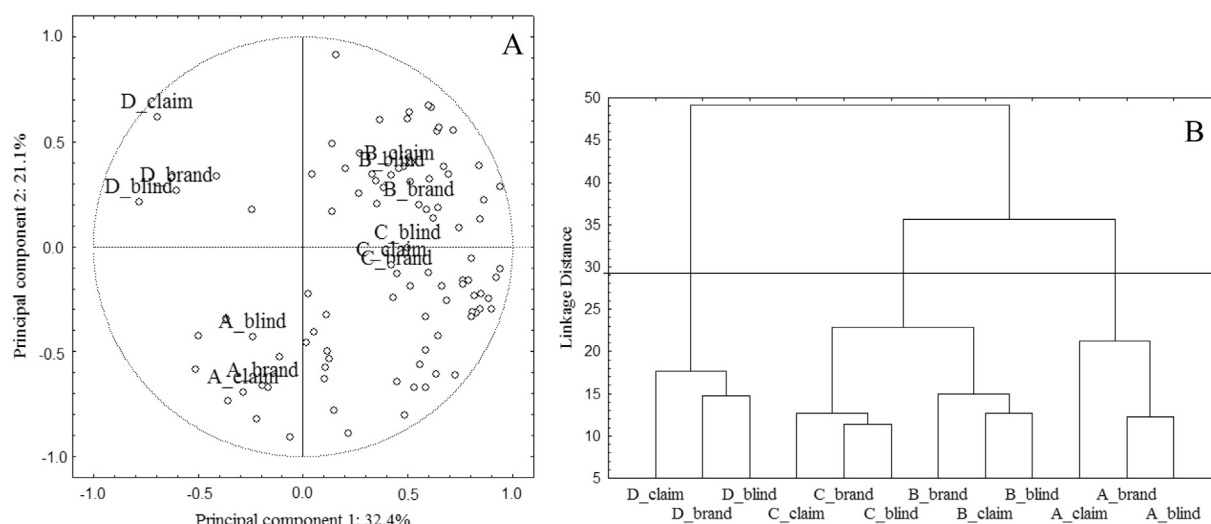 A
1.0
0.5
0.0
-0.5
-1.0
Principal component 2: 21.1%
D_claim
D_brand
D_blind
B_claim
B_blind
B_brand
C_blind
C_claim
C_brand
A_blind
A_brand
A_claim
-1.0 -0.5 0.0 0.5 1.0
Principal component 1: 32.4%
B
50
45
40
35
30
25
20
15
10
5
Linkage Distance
D_claim D_blind C_brand B_brand B_blind A_brand
D_brand C_claim C_blind B_claim A_claim A_blind